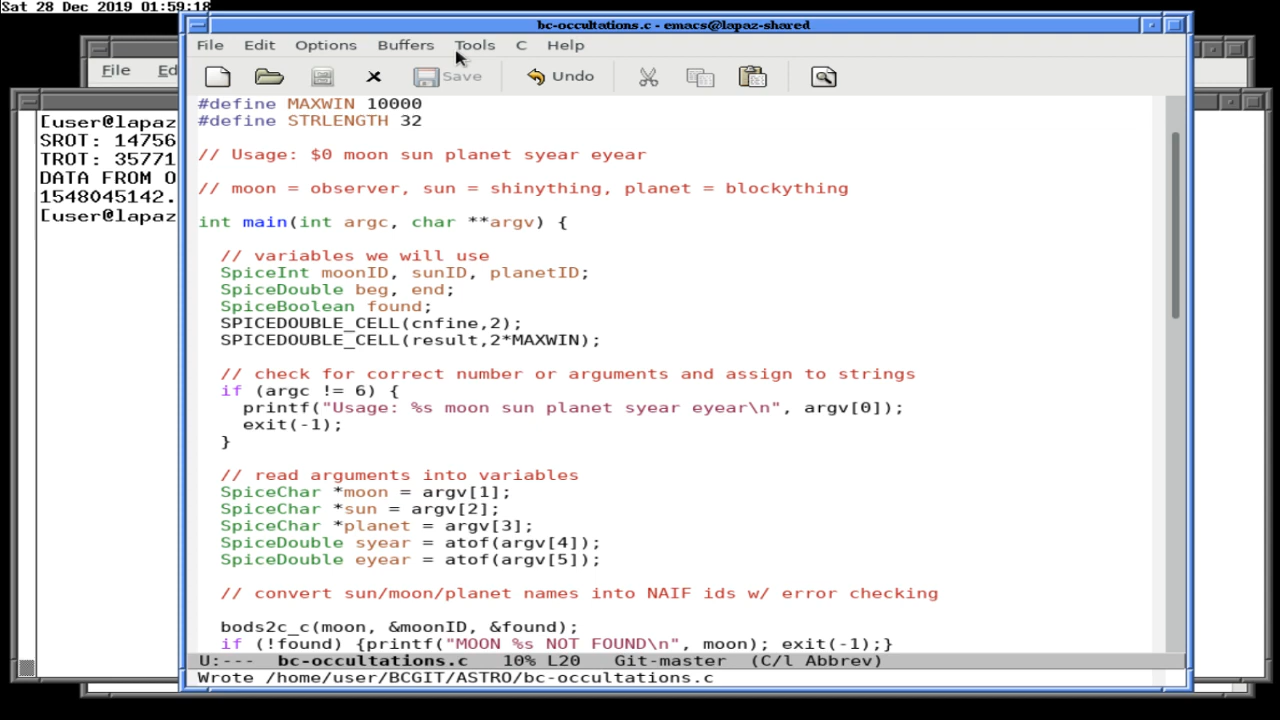 Sat 28 Dec 2019 01:59:18
bc-occultations.c - emacs@lapaz-shared
File Edit Options Buffers Tools C Help
Save Undo
File Ed
[user@lapaz
SROT: 14756
TROT: 35771
DATA FROM O
1548045142.
[user@lapaz
#define MAXWIN 10000
#define STRLENGTH 32
// Usage: $0 moon sun planet syear eyear
// moon = observer, sun = shinything, planet = blockything
int main(int argc, char **argv) {
// variables we will use
SpiceInt moonID, sunID, planetID;
SpiceDouble beg, end;
SpiceBoolean found;
SPICEDOUBLE_CELL(cnfine,2);
SPICEDOUBLE_CELL(result,2*MAXWIN);
// check for correct number or arguments and assign to strings
if (argc != 6) {
printf("Usage: %s moon sun planet syear eyear\n", argv[0]);
exit(-1);
}
// read arguments into variables
SpiceChar *moon = argv[1];
SpiceChar *sun = argv[2];
SpiceChar *planet = argv[3];
SpiceDouble syear = atof(argv[4]);
SpiceDouble eyear = atof(argv[5]);
// convert sun/moon/planet names into NAIF ids w/ error checking
bods2c_c(moon, &moonID, &found);
if (!found) {printf("MOON %s NOT FOUND\n", moon); exit(-1);}
U:--- bc-occultations.c 10% L20 Git-master (C/l Abbrev)
Wrote /home/user/BCGIT/ASTRO/bc-occultations.c